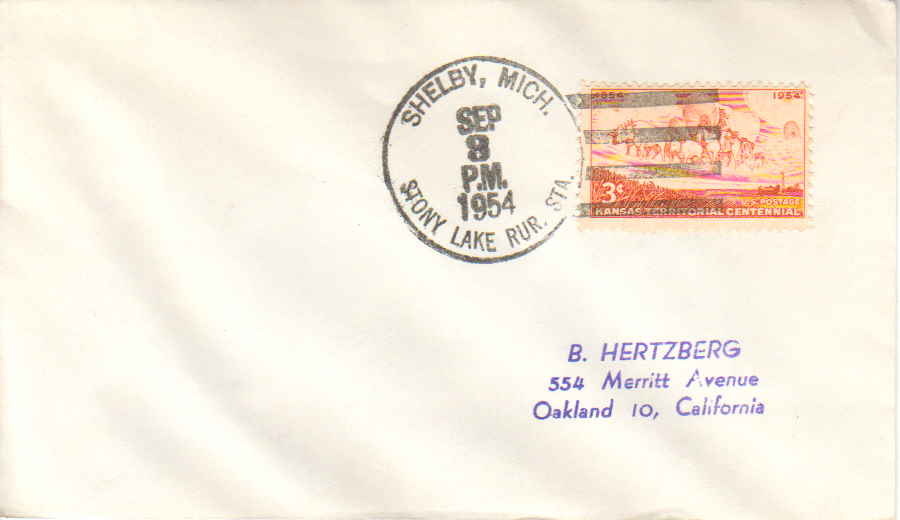 SHELBY, MICH.
SEP
8
P.M.
1954
STONY LAKE RUR. STA.
1854 1954
3¢
U.S. POSTAGE
KANSAS TERRITORIAL CENTENNIAL
B. HERTZBERG
554 Merritt Avenue
Oakland 10, California